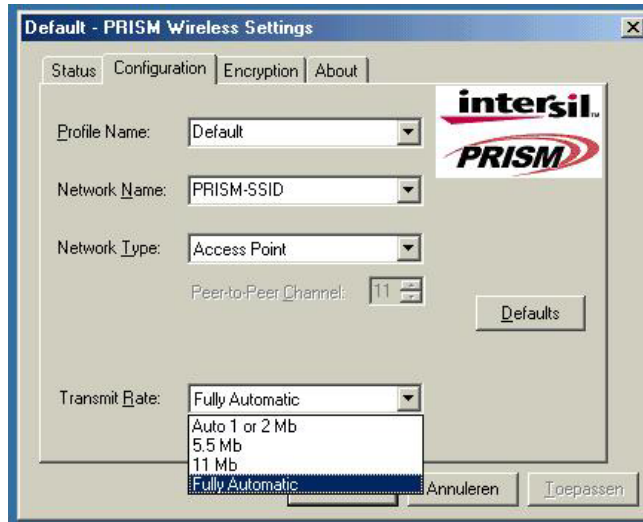 Default - PRISM Wireless Settings
Status Configuration Encryption About
intersil
PRISM
Profile Name: Default
Network Name: PRISM-SSID
Network Type: Access Point
Peer-to-Peer Channel: 11
Defaults
Transmit Rate: Fully Automatic
Auto 1 or 2 Mb
5.5 Mb
11 Mb
Fully Automatic
Annuleren Toepassen